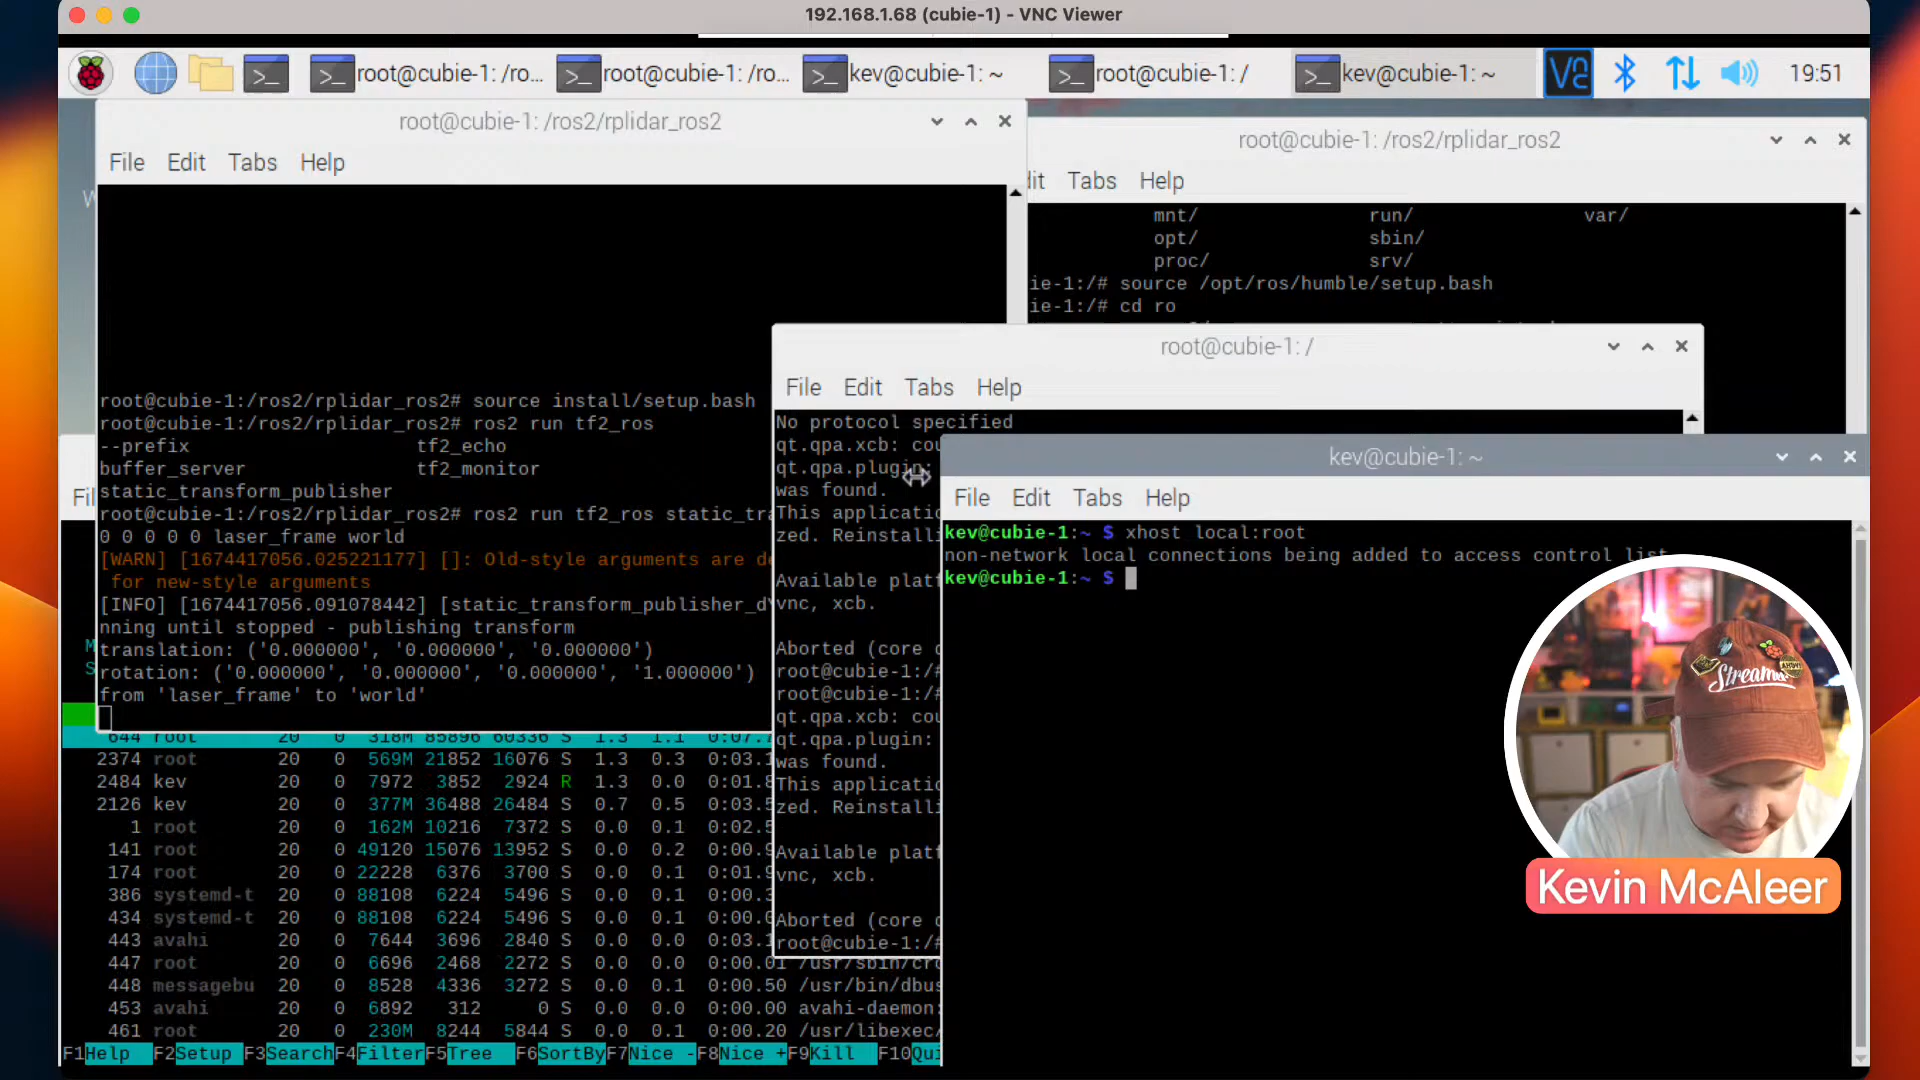 192.168.1.68 (cubie-1) - VNC Viewer
root@cubie-1: /ro...
root@cubie-1: /ro...
kev@cubie-1: ~
root@cubie-1: /
kev@cubie-1: ~
19:51
root@cubie-1: /ros2/rplidar_ros2
File Edit Tabs Help
root@cubie-1:/ros2/rplidar_ros2# source install/setup.bash
root@cubie-1:/ros2/rplidar_ros2# ros2 run tf2_ros
--prefix tf2_echo
buffer_server tf2_monitor
static_transform_publisher
root@cubie-1:/ros2/rplidar_ros2# ros2 run tf2_ros static_tra
0 0 0 0 0 laser_frame world
[WARN] [1674417056.025221177] []: Old-style arguments are de
for new-style arguments
[INFO] [1674417056.091078442] [static_transform_publisher_d
nning until stopped - publishing transform
translation: ('0.000000', '0.000000', '0.000000')
rotation: ('0.000000', '0.000000', '0.000000', '1.000000')
from 'laser_frame' to 'world'
root@cubie-1: /ros2/rplidar_ros2
dit Tabs Help
mnt/ run/ var/
opt/ sbin/
proc/ srv/
ie-1:/# source /opt/ros/humble/setup.bash
ie-1:/# cd ro
root@cubie-1: /
File Edit Tabs Help
No protocol specified
qt.qpa.xcb: cou
qt.qpa.plugin:
was found.
This applicatio
zed. Reinstalli
Available platf
vnc, xcb.
Aborted (core d
root@cubie-1:/#
root@cubie-1:/#
qt.qpa.xcb: cou
qt.qpa.plugin:
was found.
This applicatio
zed. Reinstalli
Available platf
vnc, xcb.
Aborted (core d
root@cubie-1:/#
kev@cubie-1: ~
File Edit Tabs Help
kev@cubie-1:~ $ xhost local:root
non-network local connections being added to access control list
kev@cubie-1:~ $
Fil
644 root 20 0 318M 85896 60336 S 1.3 1.1 0:07.7
2374 root 20 0 569M 21852 16076 S 1.3 0.3 0:03.1
2484 kev 20 0 7972 3852 2924 R 1.3 0.0 0:01.8
2126 kev 20 0 377M 36488 26484 S 0.7 0.5 0:03.5
1 root 20 0 162M 10216 7372 S 0.0 0.1 0:02.5
141 root 20 0 49120 15076 13952 S 0.0 0.2 0:00.9
174 root 20 0 22228 6376 3700 S 0.0 0.1 0:01.9
386 systemd-t 20 0 88108 6224 5496 S 0.0 0.1 0:00.3
434 systemd-t 20 0 88108 6224 5496 S 0.0 0.1 0:00.0
443 avahi 20 0 7644 3696 2840 S 0.0 0.0 0:03.1
447 root 20 0 6696 2468 2272 S 0.0 0.0 0:00.01 /usr/sbin/cro
448 messagebu 20 0 8528 4336 3272 S 0.0 0.1 0:00.50 /usr/bin/dbus
453 avahi 20 0 6892 312 0 S 0.0 0.0 0:00.00 avahi-daemon:
461 root 20 0 230M 8244 5844 S 0.0 0.1 0:00.20 /usr/libexec/
F1Help F2Setup F3SearchF4FilterF5Tree F6SortByF7Nice -F8Nice +F9Kill F10Qui
Kevin McAleer